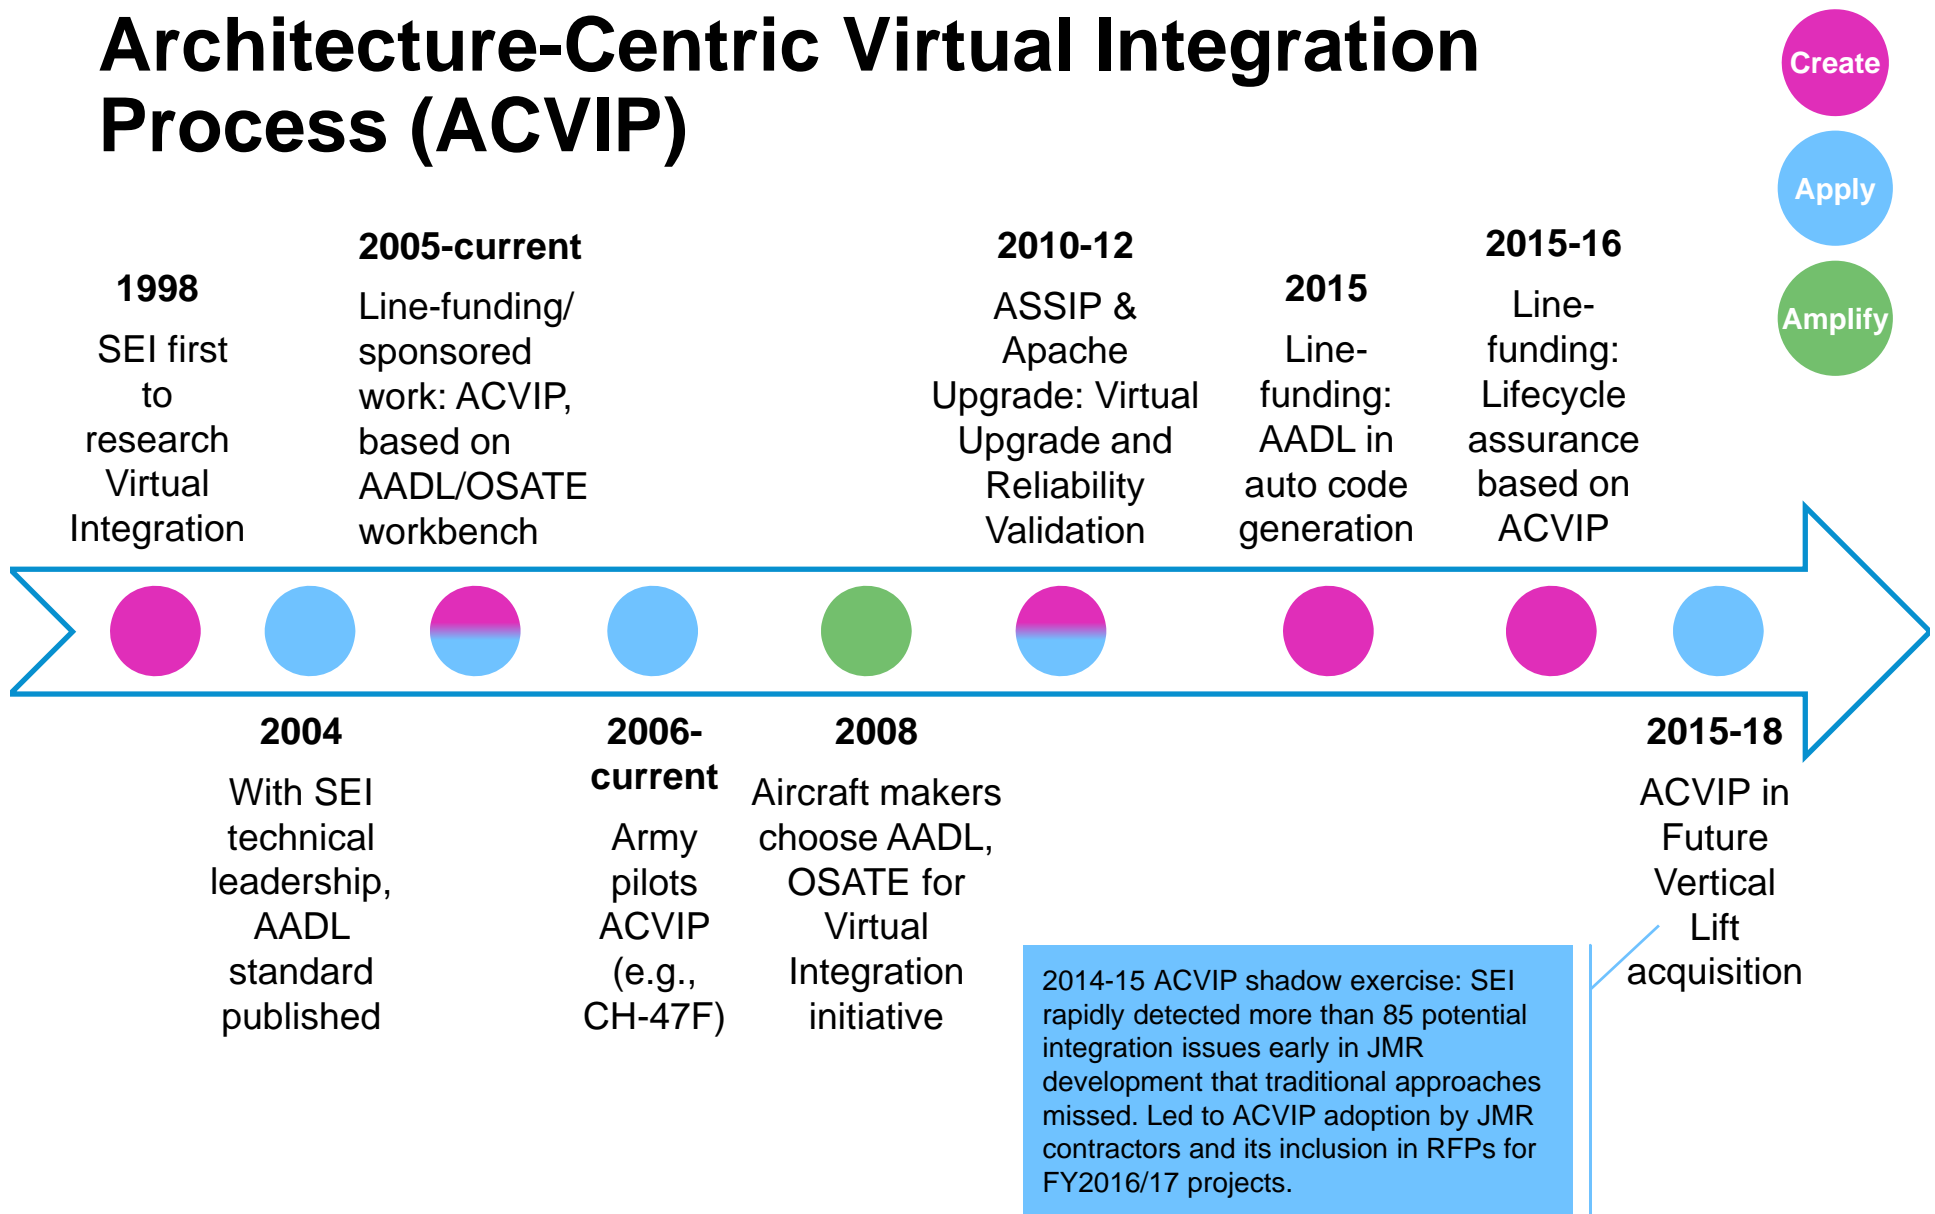 Architecture-Centric Virtual Integration
Process (ACVIP)
Create
Apply
Amplify
1998
SEI first
to
research
Virtual
Integration
2005-current
Line-funding/
sponsored
work: ACVIP,
based on
AADL/OSATE
workbench
2010-12
ASSIP &
Apache
Upgrade: Virtual
Upgrade and
Reliability
Validation
2015
Line-
funding:
AADL in
auto code
generation
2015-16
Line-
funding:
Lifecycle
assurance
based on
ACVIP
2004
With SEI
technical
leadership,
AADL
standard
published
2006-
current
Army
pilots
ACVIP
(e.g.,
CH-47F)
2008
Aircraft makers
choose AADL,
OSATE for
Virtual
Integration
initiative
2015-18
ACVIP in
Future
Vertical
Lift
acquisition
2014-15 ACVIP shadow exercise: SEI
rapidly detected more than 85 potential
integration issues early in JMR
development that traditional approaches
missed. Led to ACVIP adoption by JMR
contractors and its inclusion in RFPs for
FY2016/17 projects.